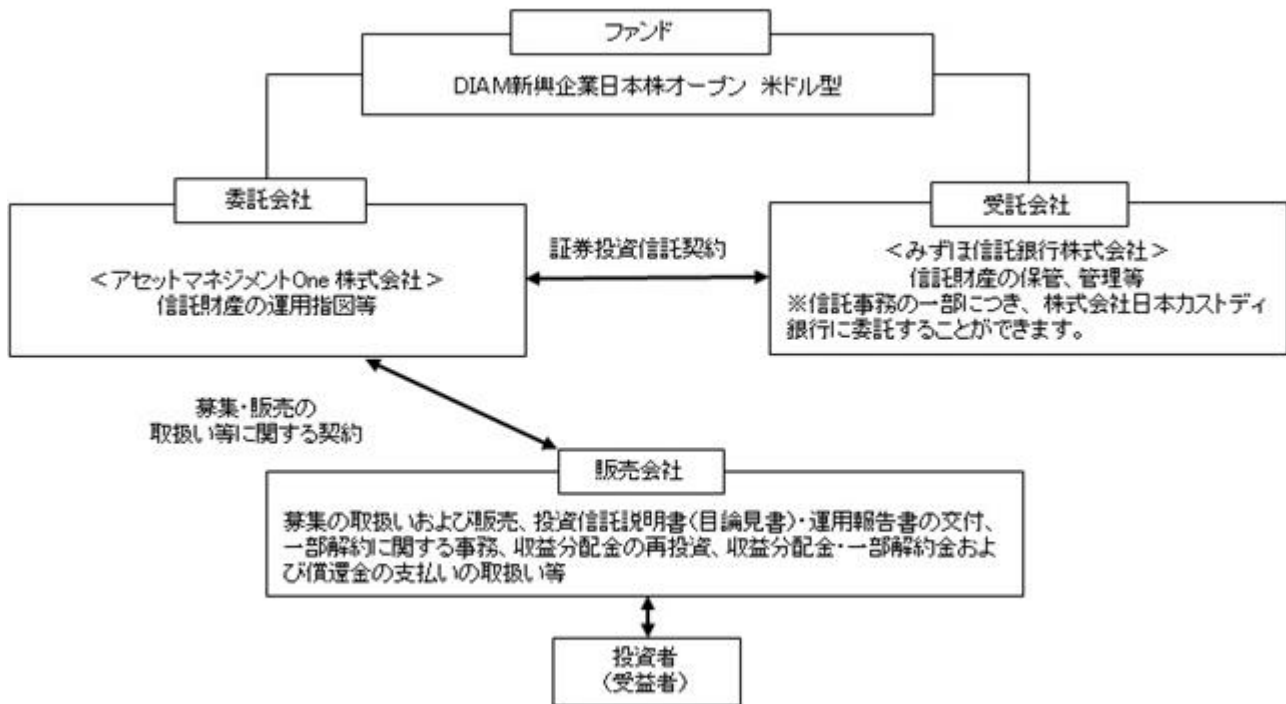 ファンド
DIAM新興企業日本株オープン 米ドル型
委託会社
＜アセットマネジメントOne 株式会社＞
信託財産の運用指図等
証券投資信託契約
受託会社
＜みずほ信託銀行株式会社＞
信託財産の保管、管理等
※信託事務の一部につき、株式会社日本カストディ
銀行に委託することができます。
募集・販売の
取扱い等に関する契約
販売会社
募集の取扱いおよび販売、投資信託説明書（目論見書）・運用報告書の交付、
一部解約に関する事務、収益分配金の再投資、収益分配金・一部解約金およ
び償還金の支払いの取扱い等
投資者
（受益者）